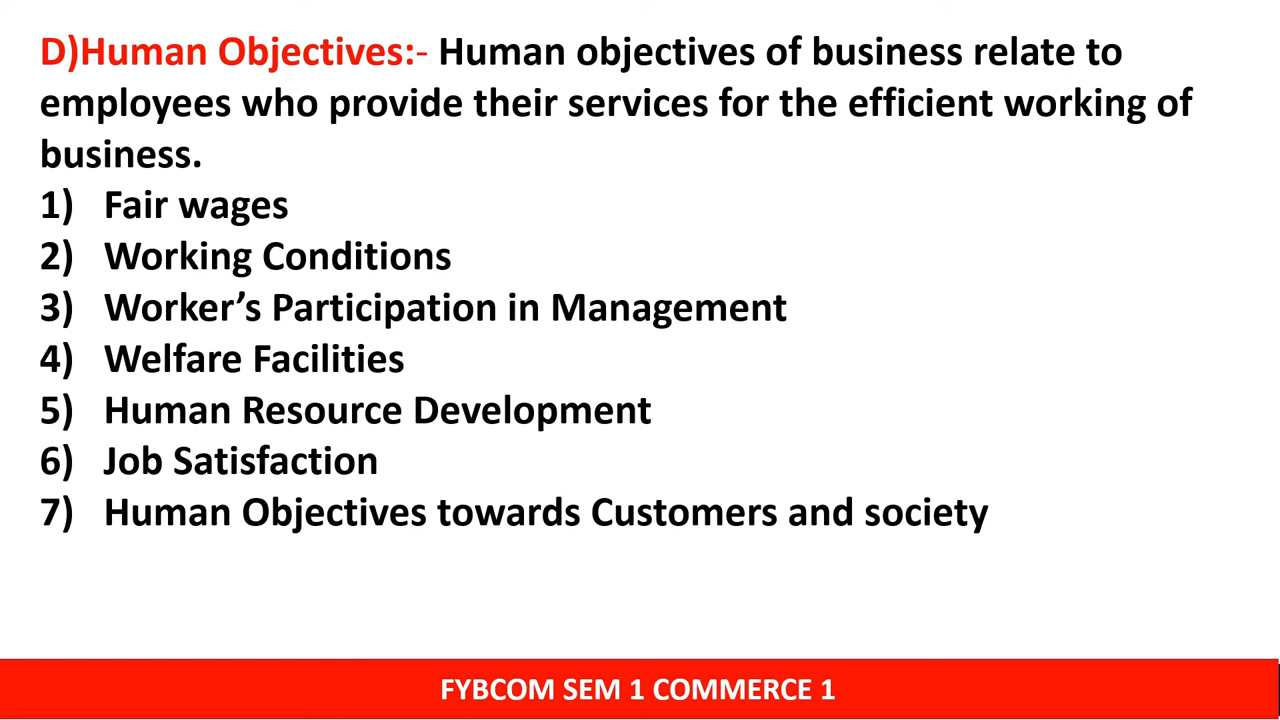 D)Human Objectives:- Human objectives of business relate to
employees who provide their services for the efficient working of
business.
1) Fair wages
2) Working Conditions
3) Worker’s Participation in Management
4) Welfare Facilities
5) Human Resource Development
6) Job Satisfaction
7) Human Objectives towards Customers and society
FYBCOM SEM 1 COMMERCE 1